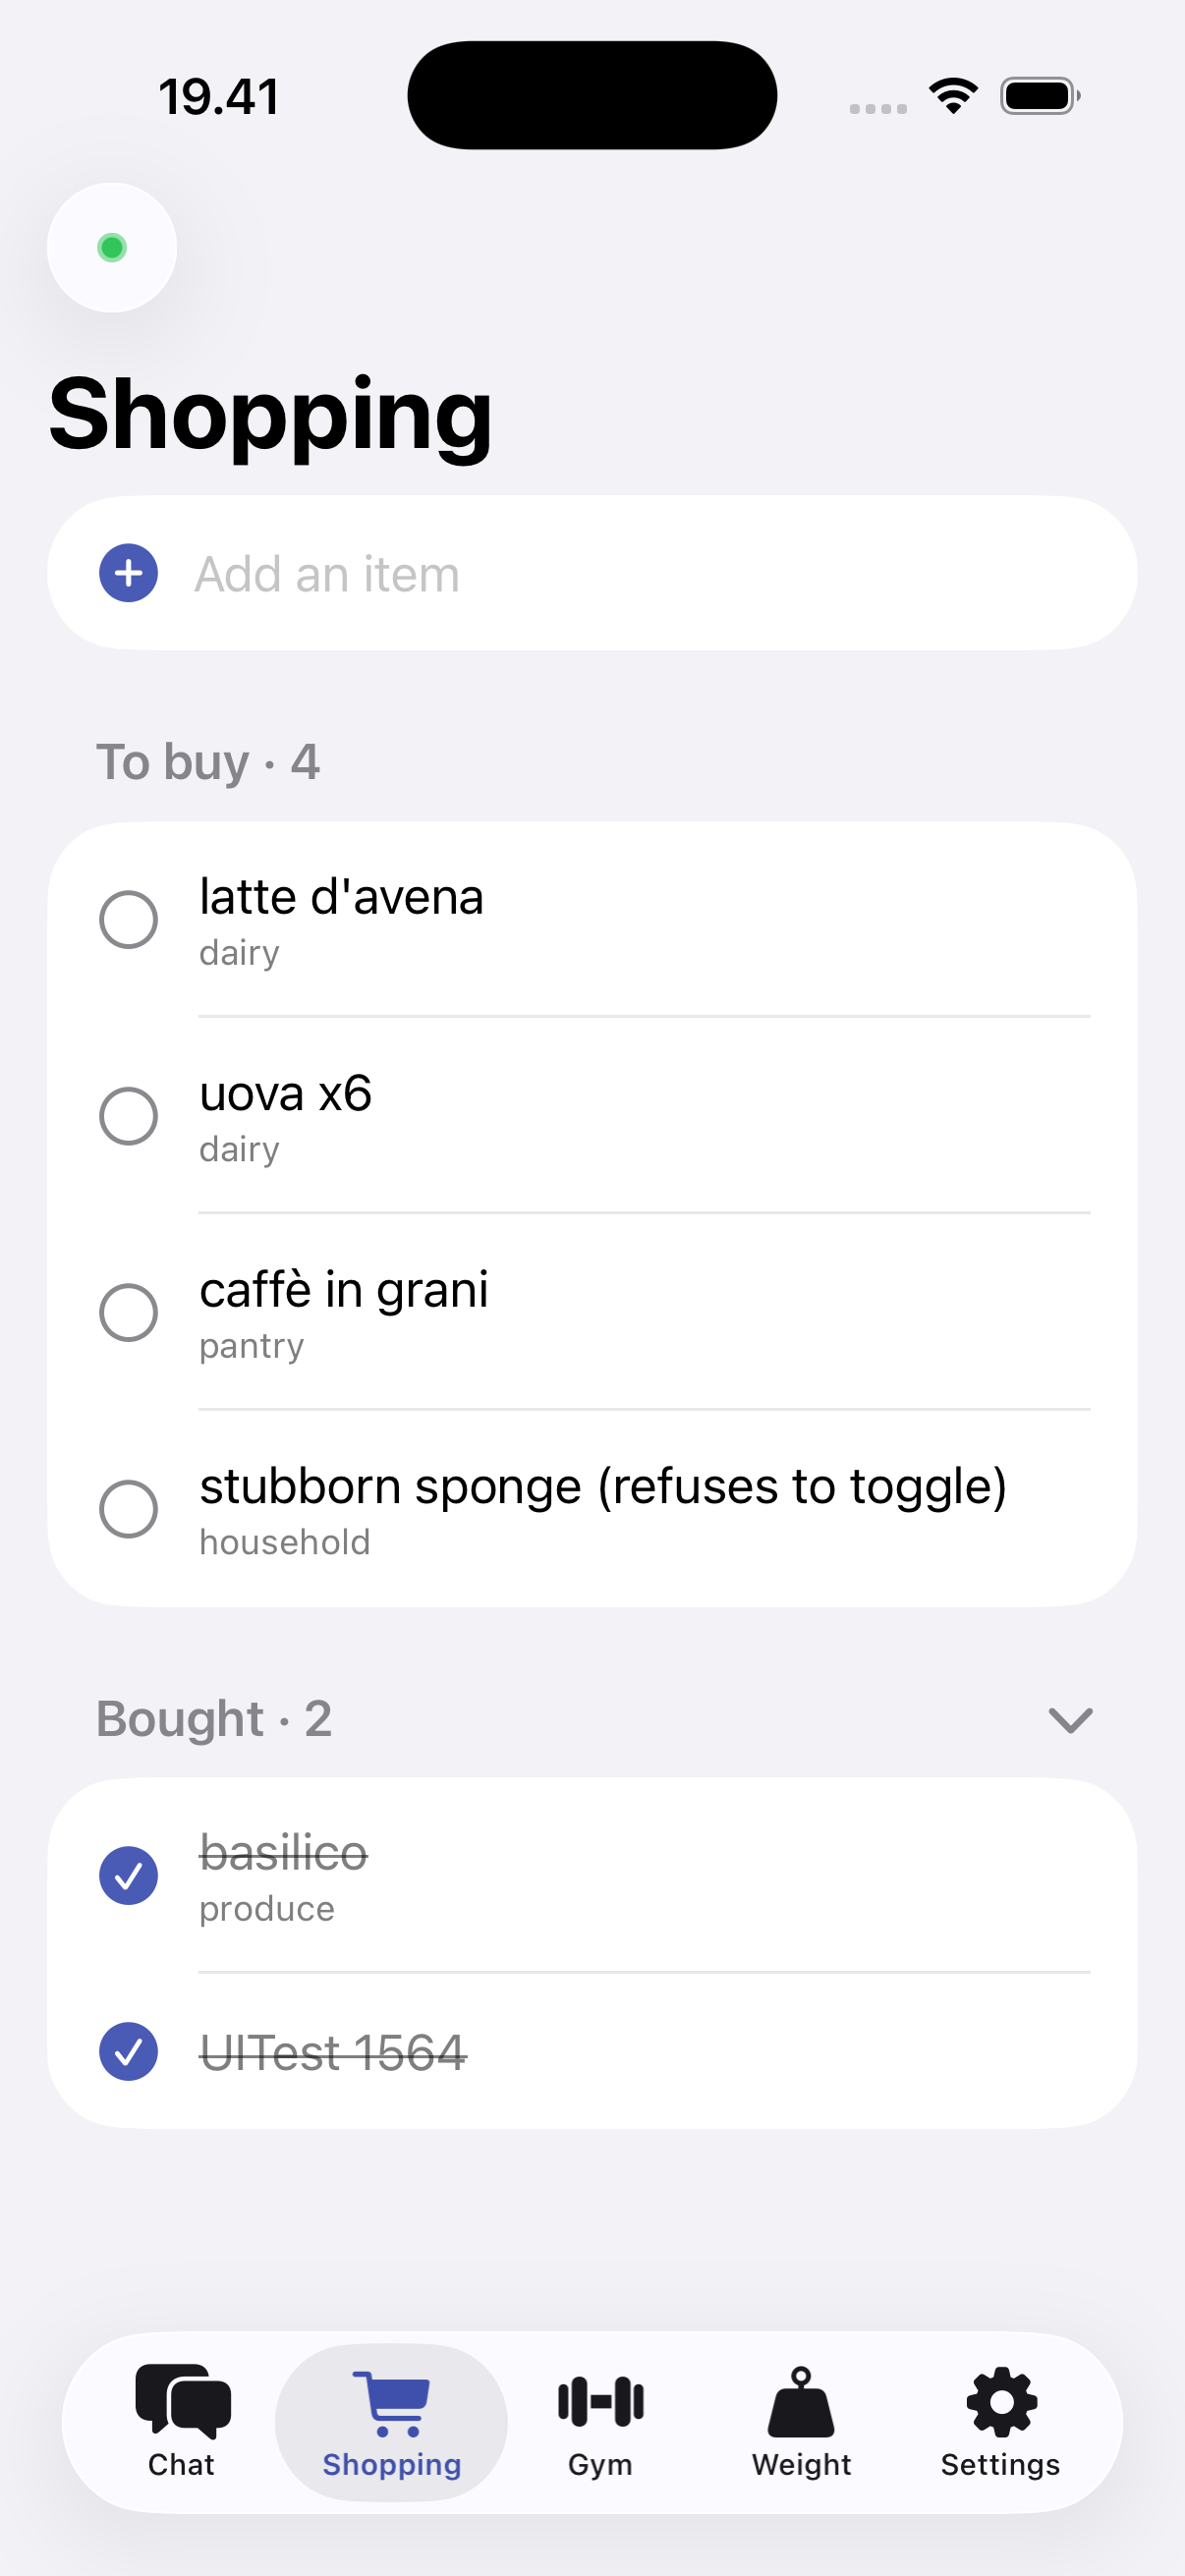 19.41
Shopping
Add an item
To buy · 4
latte d'avena
dairy
uova x6
dairy
caffè in grani
pantry
stubborn sponge (refuses to toggle)
household
Bought · 2
basilico
produce
UITest 1564
Chat
Shopping
Gym
Weight
Settings